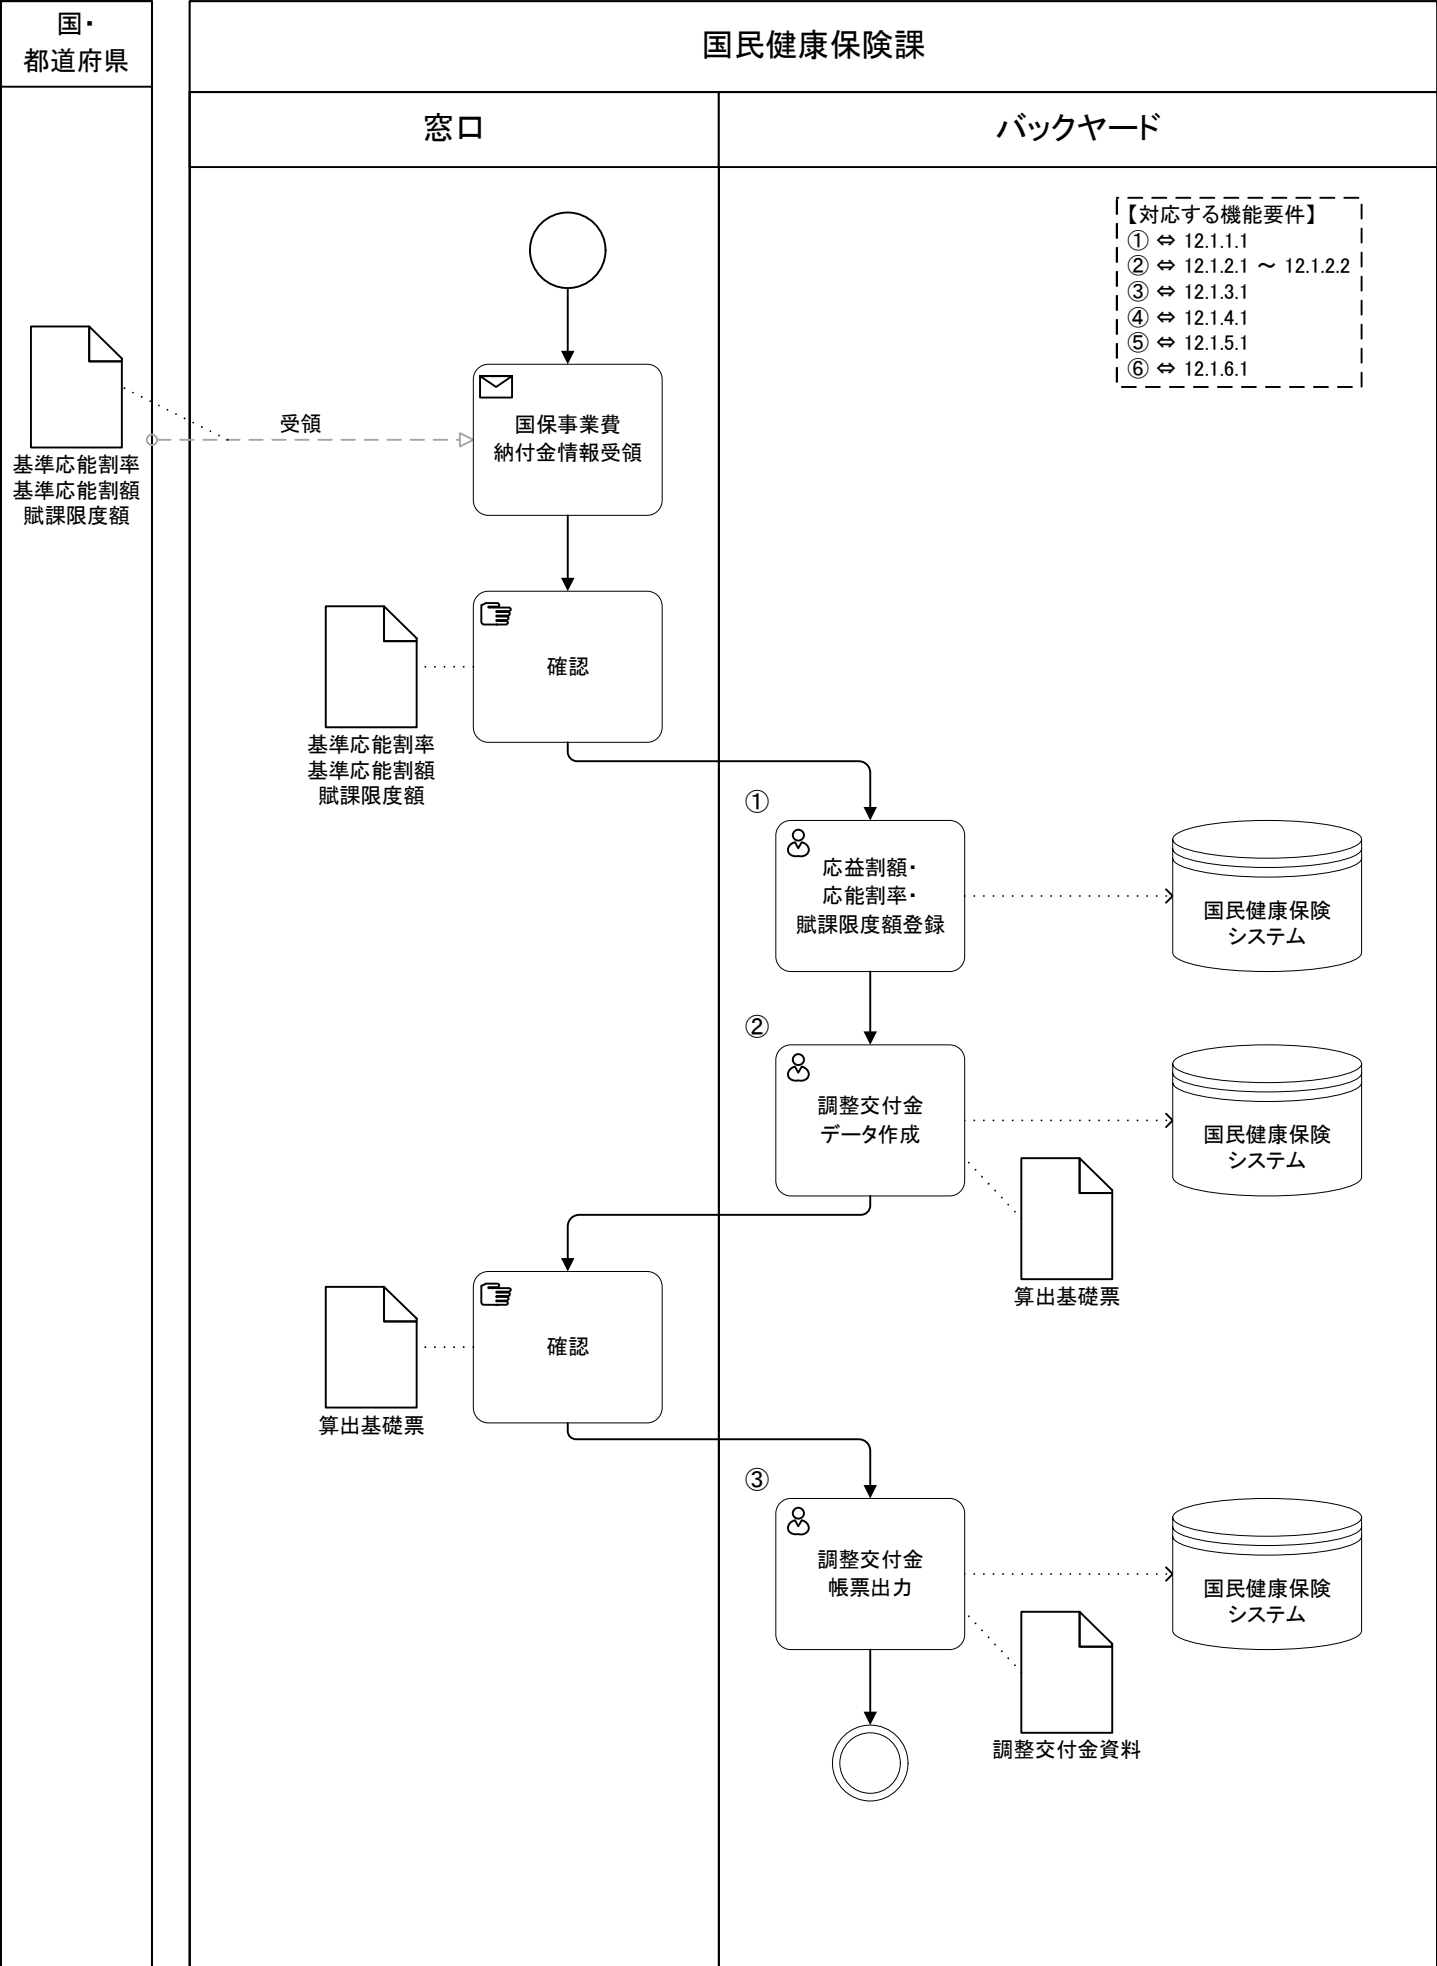 国・
都道府県
国民健康保険課
窓口
バックヤード
【対応する機能要件】
① ⇔ 12.1.1.1
② ⇔ 12.1.2.1 ～ 12.1.2.2
③ ⇔ 12.1.3.1
④ ⇔ 12.1.4.1
⑤ ⇔ 12.1.5.1
⑥ ⇔ 12.1.6.1
受領
国保事業費
納付金情報受領
基準応能割率
基準応能割額
賦課限度額
確認
基準応能割率
基準応能割額
賦課限度額
①
応益割額・
応能割率・
賦課限度額登録
国民健康保険
システム
②
調整交付金
データ作成
国民健康保険
システム
算出基礎票
確認
算出基礎票
③
調整交付金
帳票出力
国民健康保険
システム
調整交付金資料